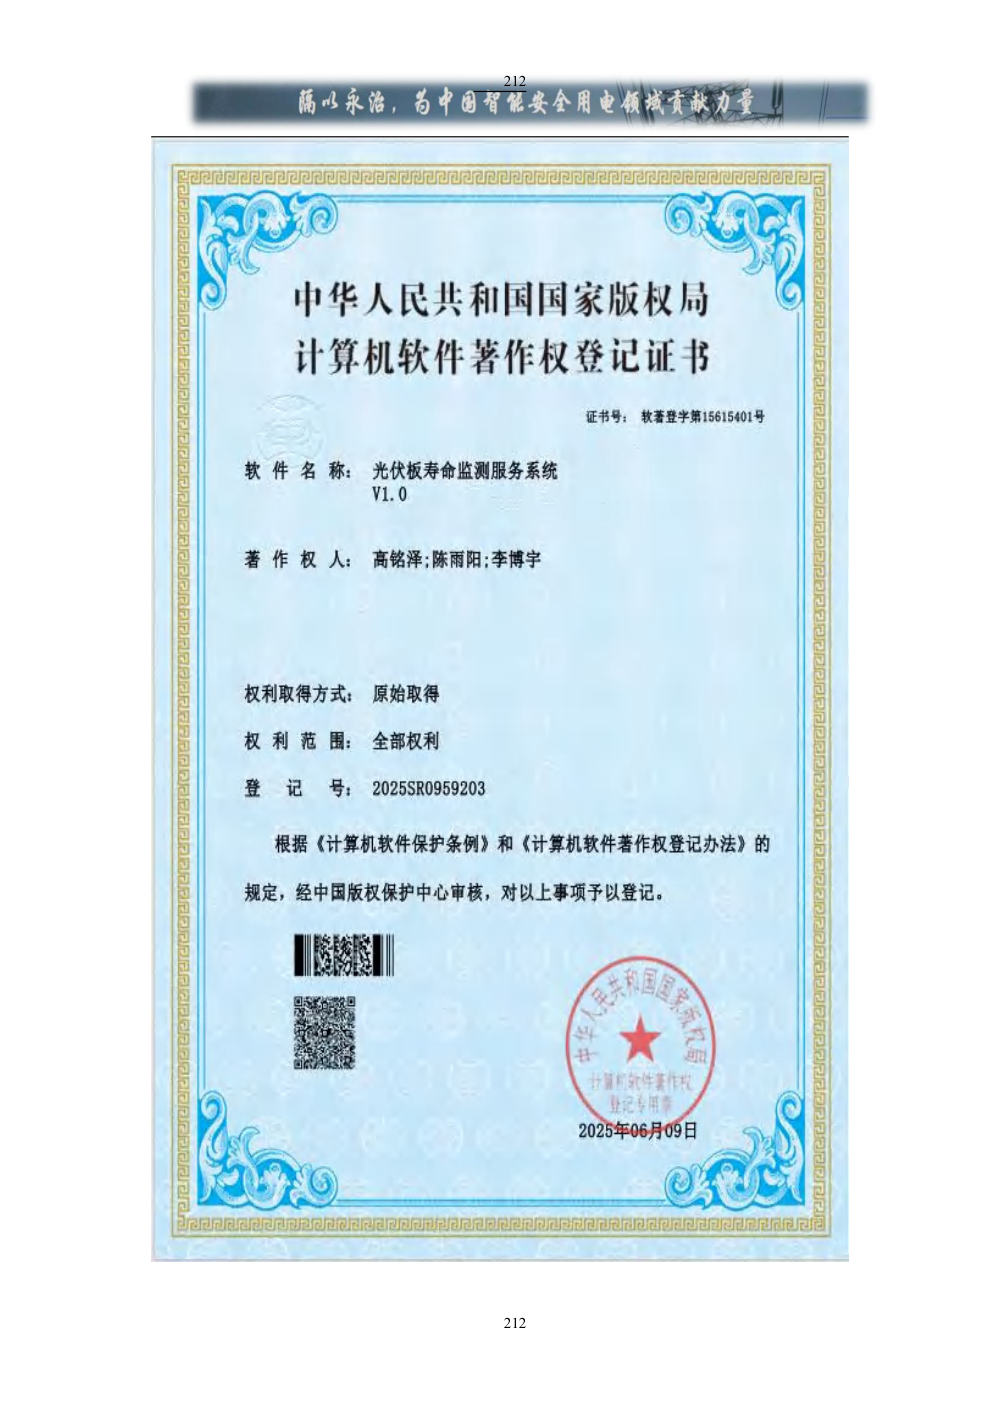 212
隔以永治，为中国智能安全用电领域贡献力量
中华人民共和国国家版权局
计算机软件著作权登记证书
证书号： 软著登字第15615401号
软件名称： 光伏板寿命监测服务系统
V1.0
著作权人： 高铭泽;陈雨阳;李博宇
权利取得方式： 原始取得
权利范围： 全部权利
登记号： 2025SR0959203
根据《计算机软件保护条例》和《计算机软件著作权登记办法》的
规定，经中国版权保护中心审核，对以上事项予以登记。
中华人民共和国国家版权局
计算机软件著作权
登记专用章
2025年06月09日
212